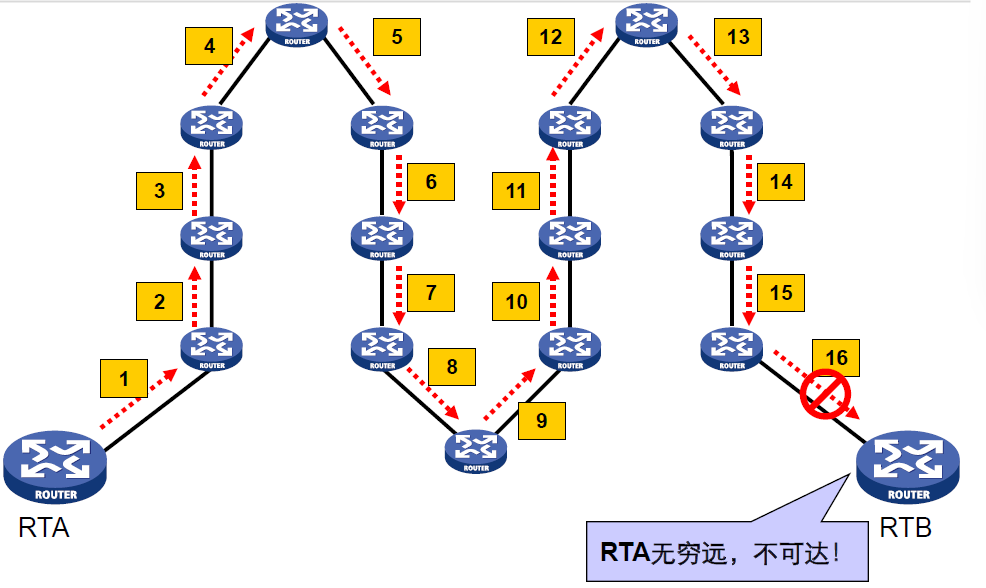 4
ROUTER
5
12
ROUTER
13
ROUTER
ROUTER
ROUTER
ROUTER
3
6
11
14
ROUTER
ROUTER
ROUTER
ROUTER
2
7
10
15
ROUTER
ROUTER
ROUTER
ROUTER
1
8
16
9
ROUTER
ROUTER
ROUTER
RTA
RTB
RTA无穷远，不可达！